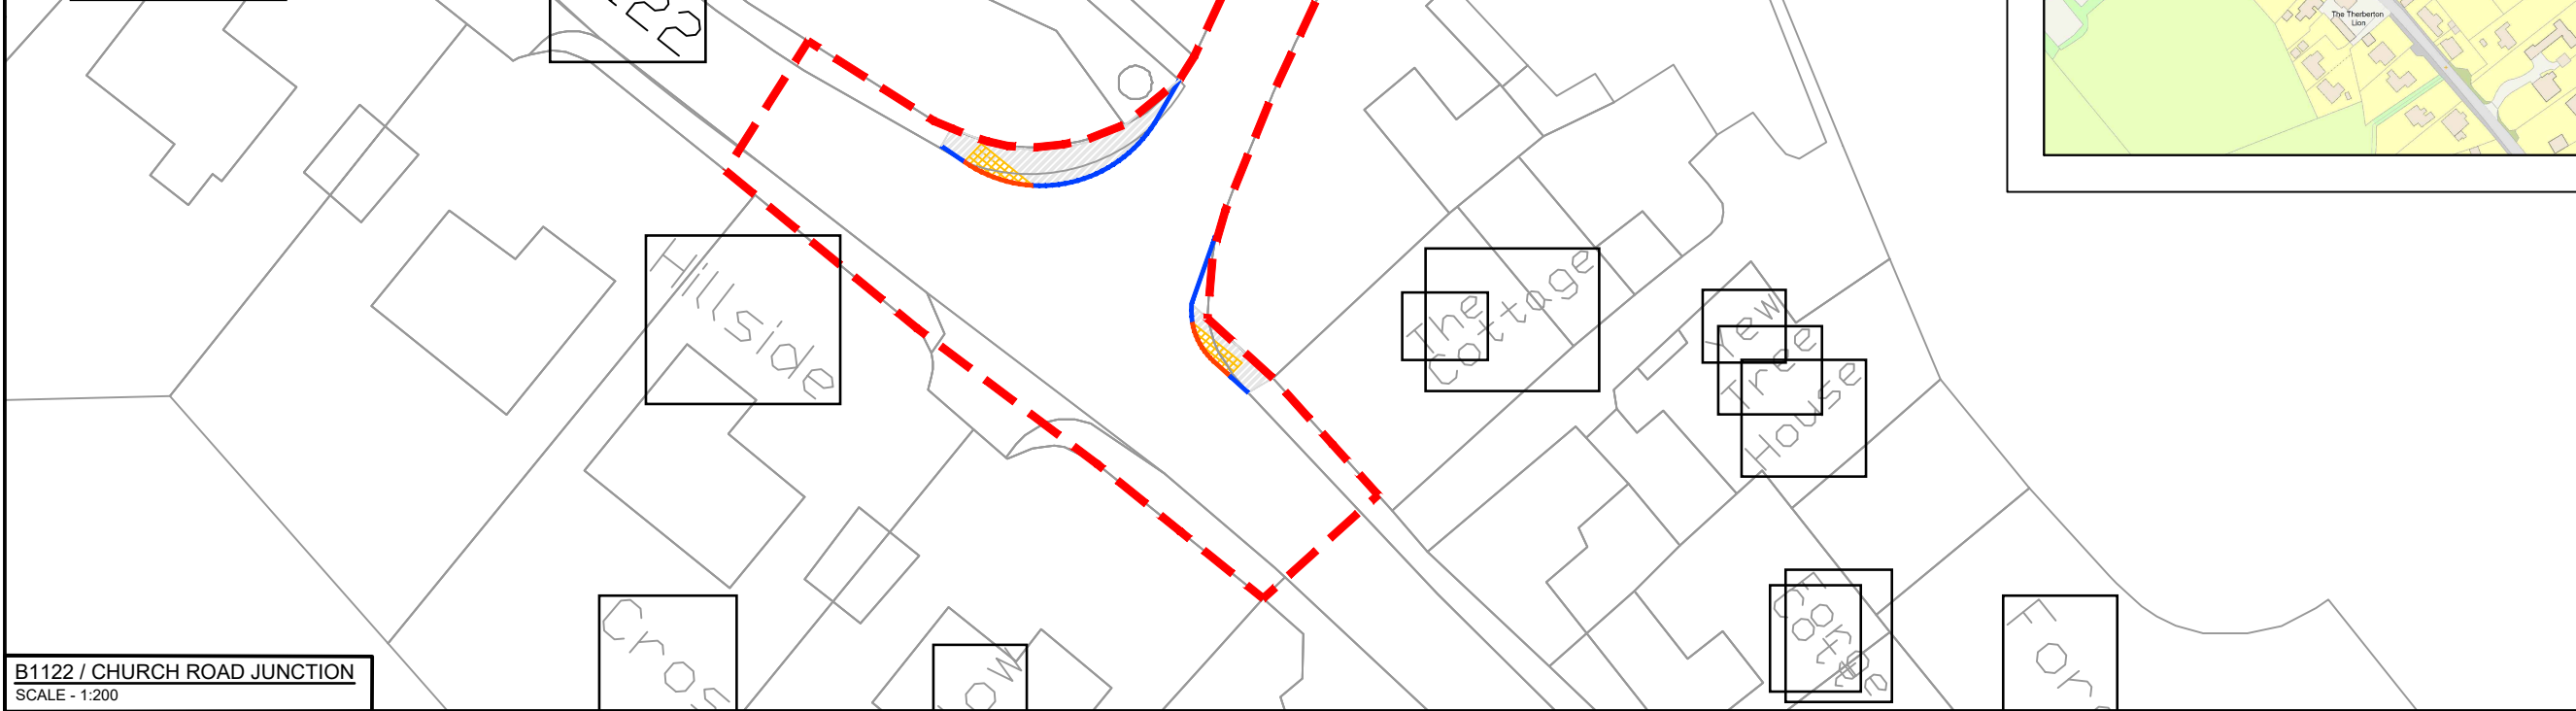 The Therberton
Lion
Hillside
The
Cottage
Yew
Tree
House
B1122 / CHURCH ROAD JUNCTION
SCALE - 1:200